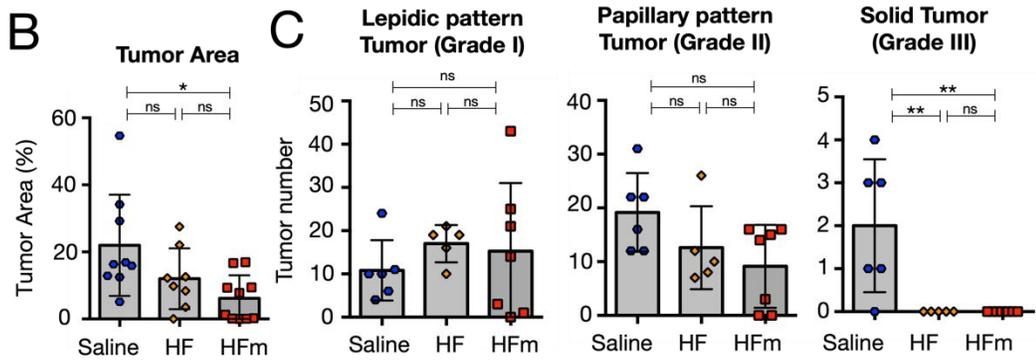 B
Tumor Area
*
ns
ns
Tumor Area (%)
60
40
20
0
Saline
HF
HFm
C
Lepidic pattern
Tumor (Grade I)
ns
ns
ns
Tumor number
50
40
30
20
10
0
Saline
HF
HFm
Papillary pattern
Tumor (Grade II)
ns
ns
ns
40
30
20
10
0
Saline
HF
HFm
Solid Tumor
(Grade III)
**
**
ns
5
4
3
2
1
0
Saline
HF
HFm